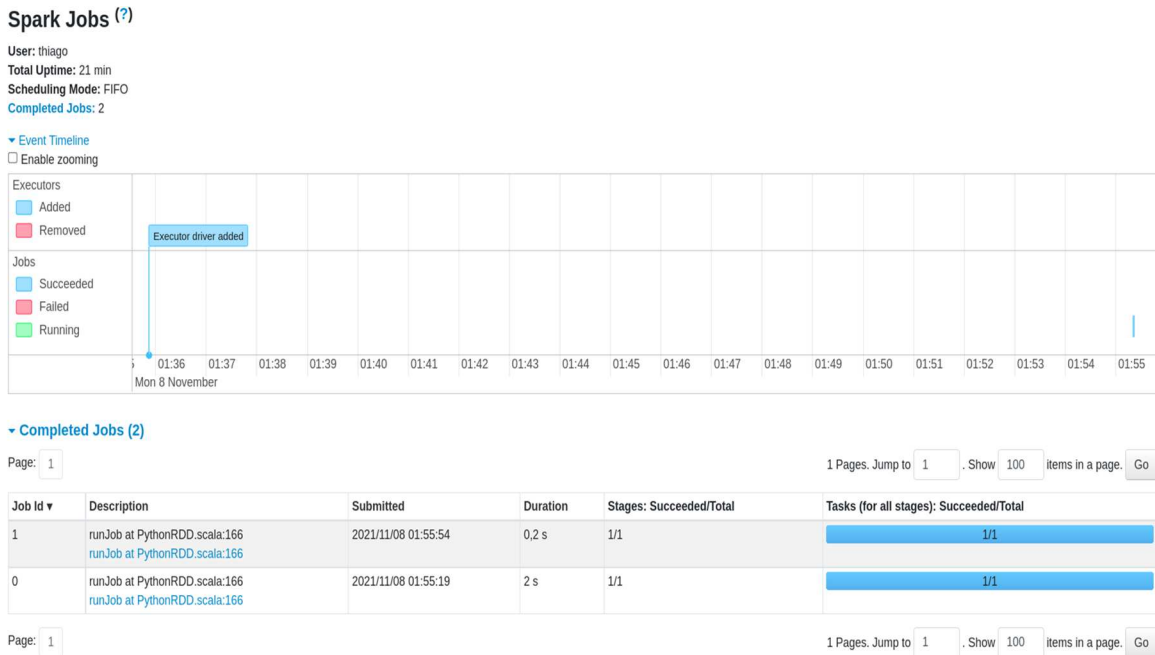 Spark Jobs (?)
User: thiago
Total Uptime: 21 min
Scheduling Mode: FIFO
Completed Jobs: 2
Event Timeline
Enable zooming
Executors
Added
Removed
Executor driver added
Jobs
Succeeded
Failed
Running
01:36 01:37 01:38 01:39 01:40 01:41 01:42 01:43 01:44 01:45 01:46 01:47 01:48 01:49 01:50 01:51 01:52 01:53 01:54 01:55
Mon 8 November
Completed Jobs (2)
Page: 1 1 Pages. Jump to 1 . Show 100 items in a page. Go
Job Id ▾ Description Submitted Duration Stages: Succeeded/Total Tasks (for all stages): Succeeded/Total
1 runJob at PythonRDD.scala:166 2021/11/08 01:55:54 0,2 s 1/1 1/1
runJob at PythonRDD.scala:166
0 runJob at PythonRDD.scala:166 2021/11/08 01:55:19 2 s 1/1 1/1
runJob at PythonRDD.scala:166
Page: 1 1 Pages. Jump to 1 . Show 100 items in a page. Go